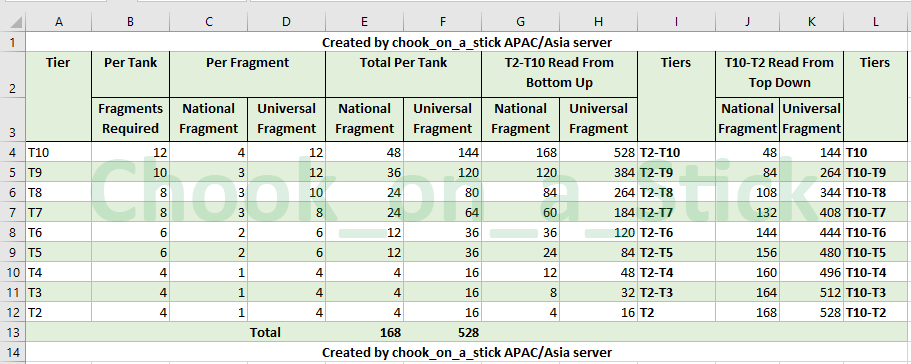 A B C D E F G H I J K L
1 Created by chook_on_a_stick APAC/Asia server
Tier Per Tank Per Fragment Total Per Tank T2-T10 Read From Tiers T10-T2 Read From Tiers
2 Bottom Up Top Down
Fragments National Universal National Universal National Universal National Universal
3 Required Fragment Fragment Fragment Fragment Fragment Fragment Fragment Fragment
4 T10 12 4 12 48 144 168 528 T2-T10 48 144 T10
5 T9 10 3 12 36 120 120 384 T2-T9 84 264 T10-T9
6 T8 8 3 10 24 80 84 264 T2-T8 108 344 T10-T8
7 T7 8 3 8 24 64 60 184 T2-T7 132 408 T10-T7
8 T6 6 2 6 12 36 36 120 T2-T6 144 444 T10-T6
9 T5 6 2 6 12 36 24 84 T2-T5 156 480 T10-T5
10 T4 4 1 4 4 16 12 48 T2-T4 160 496 T10-T4
11 T3 4 1 4 4 16 8 32 T2-T3 164 512 T10-T3
12 T2 4 1 4 4 16 4 16 T2 168 528 T10-T2
13 Total 168 528
14 Created by chook_on_a_stick APAC/Asia server
Chook_on_a_Stick